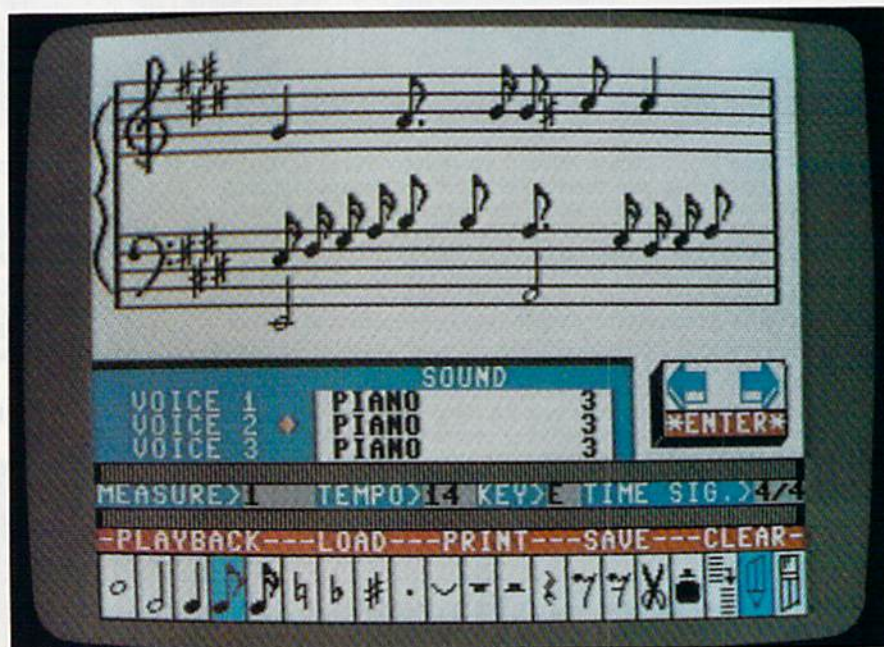 SOUND
VOICE 1 PIANO 3
VOICE 2 PIANO 3
VOICE 3 PIANO 3
*ENTER*
MEASURE>1 TEMPO>14 KEY>E TIME SIG.>4/4
-PLAYBACK---LOAD---PRINT---SAVE---CLEAR-